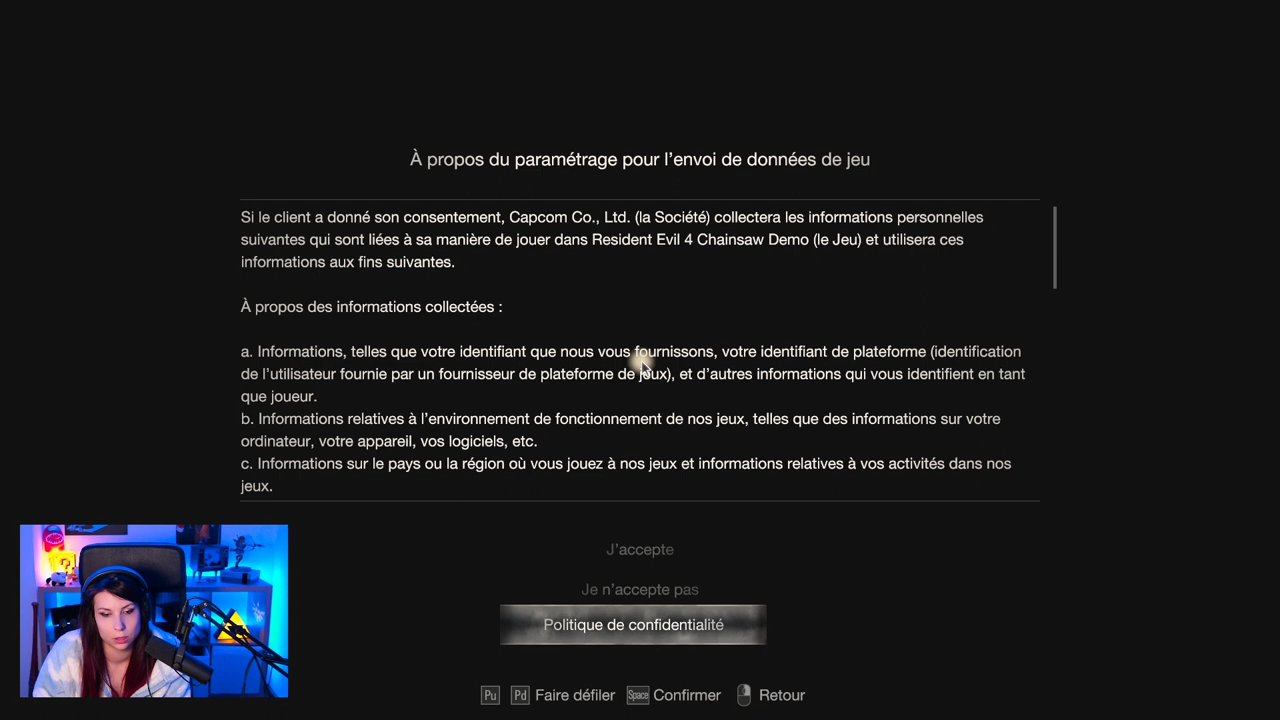 À propos du paramétrage pour l'envoi de données de jeu
Si le client a donné son consentement, Capcom Co., Ltd. (la Société) collectera les informations personnelles
suivantes qui sont liées à sa manière de jouer dans Resident Evil 4 Chainsaw Demo (le Jeu) et utilisera ces
informations aux fins suivantes.
À propos des informations collectées :
a. Informations, telles que votre identifiant que nous vous fournissons, votre identifiant de plateforme (identification
de l'utilisateur fournie par un fournisseur de plateforme de jeux), et d'autres informations qui vous identifient en tant
que joueur.
b. Informations relatives à l'environnement de fonctionnement de nos jeux, telles que des informations sur votre
ordinateur, votre appareil, vos logiciels, etc.
c. Informations sur le pays ou la région où vous jouez à nos jeux et informations relatives à vos activités dans nos
jeux.
J'accepte
Je n'accepte pas
Politique de confidentialité
Pu Pd Faire défiler Space Confirmer Retour